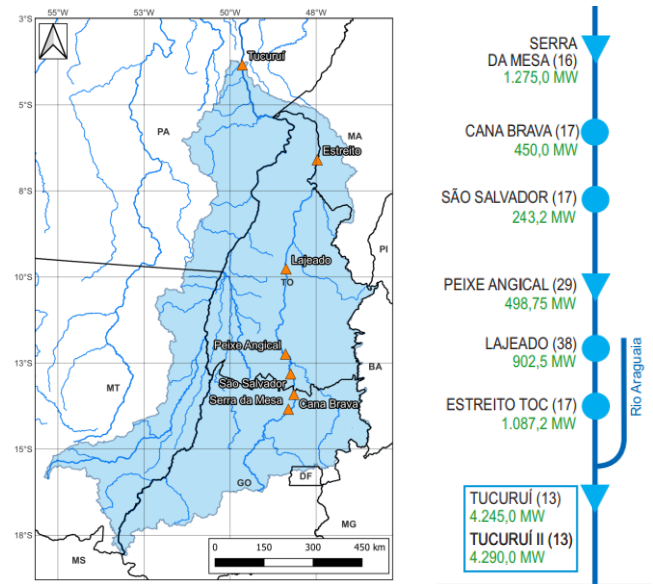 55°W 52°W 50°W 48°W
3°S
5°S
8°S
10°S
13°S
15°S
18°S
Tucuruí
PA
MA
Estreito
PI
Lajeado
TO
Peixe Angical
BA
MT
São Salvador
Serra da Mesa
Cana Brava
GO
DF
MG
MS
0 150 300 450 km
SERRA
DA MESA (16)
1.275,0 MW
CANA BRAVA (17)
450,0 MW
SÃO SALVADOR (17)
243,2 MW
PEIXE ANGICAL (29)
498,75 MW
LAJEADO (38)
902,5 MW
ESTREITO TOC (17)
1.087,2 MW
Rio Araguaia
TUCURUÍ (13)
4.245,0 MW
TUCURUÍ II (13)
4.290,0 MW